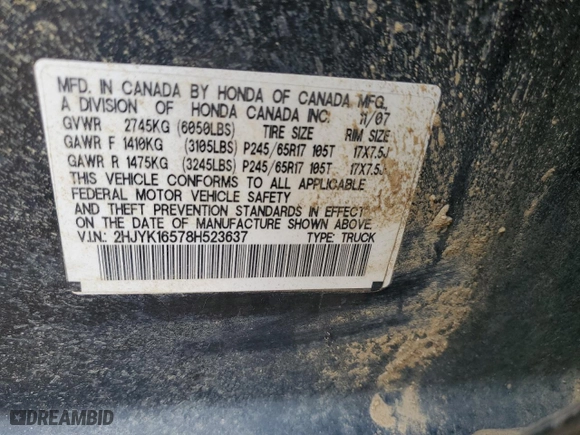 MFD. IN CANADA BY HONDA OF CANADA MFG.
A DIVISION OF HONDA CANADA INC. 11/07
GVWR 2745KG (6050LBS) TIRE SIZE RIM SIZE
GAWR F 1410KG (3105LBS) P245/65R17 105T 17X7.5J
GAWR R 1475KG (3245LBS) P245/65R17 105T 17X7.5J
THIS VEHICLE CONFORMS TO ALL APPLICABLE
FEDERAL MOTOR VEHICLE SAFETY
AND THEFT PREVENTION STANDARDS IN EFFECT
ON THE DATE OF MANUFACTURE SHOWN ABOVE.
V.I.N.: 2HJYK16578H523637 TYPE: TRUCK
DREAMBID